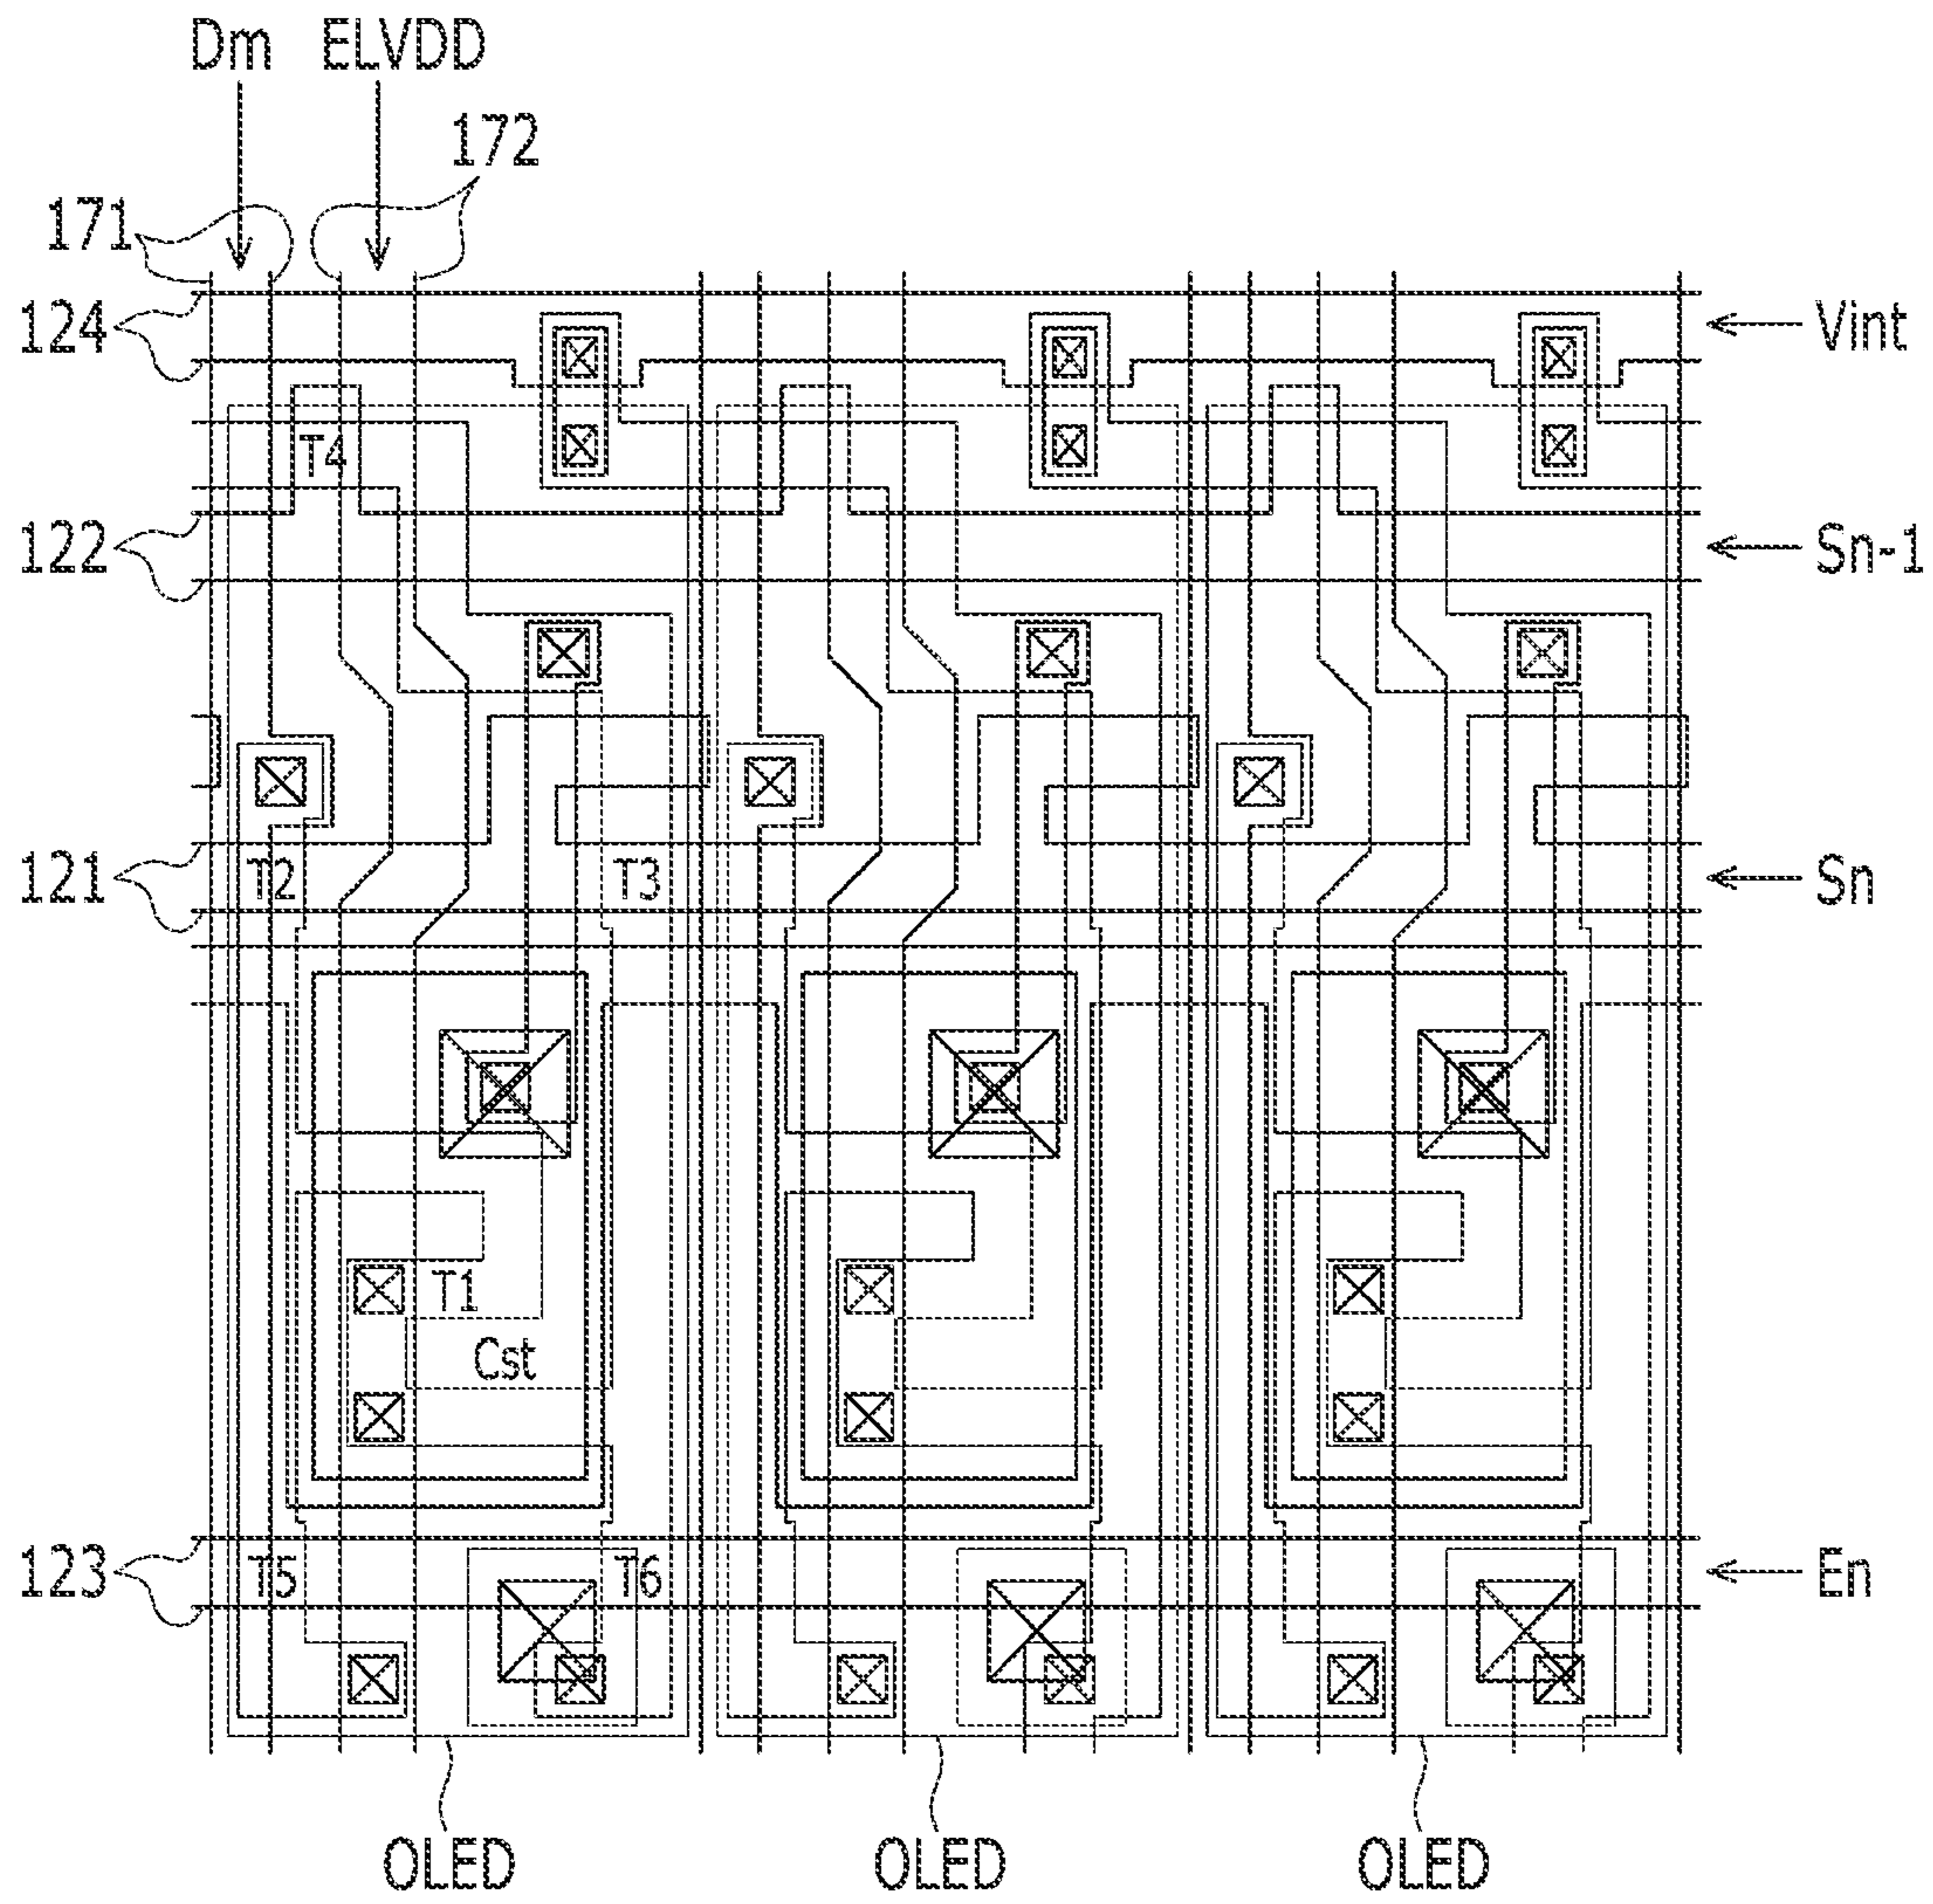 Dm ELVDD
172
171
124
Vint
T4
122
Sn-1
121
T2
T3
Sn
T1
Cst
123
T5
T6
En
OLED OLED OLED